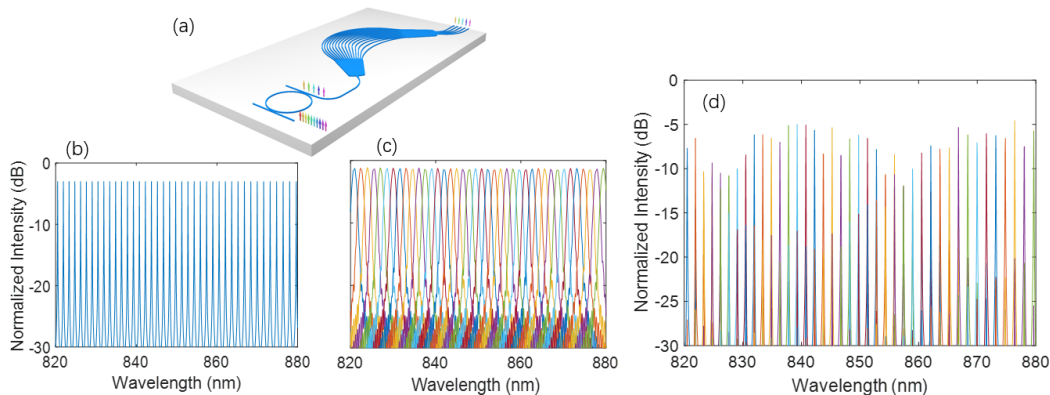 (a)
(b)
0
-10
-20
-30
Normalized Intensity (dB)
820 840 860 880
Wavelength (nm)
(c)
820 840 860 880
Wavelength (nm)
(d)
0
-5
-10
-15
-20
-25
-30
Normalized Intensity (dB)
820 830 840 850 860 870 880
Wavelength (nm)